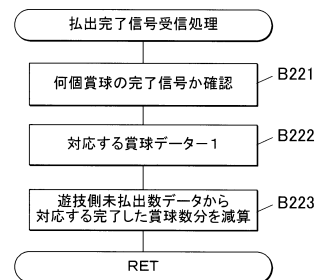 払出完了信号受信処理
何個賞球の完了信号か確認
B221
対応する賞球データー1
B222
遊技側未払出数データから
対応する完了した賞球数分を減算
B223
RET